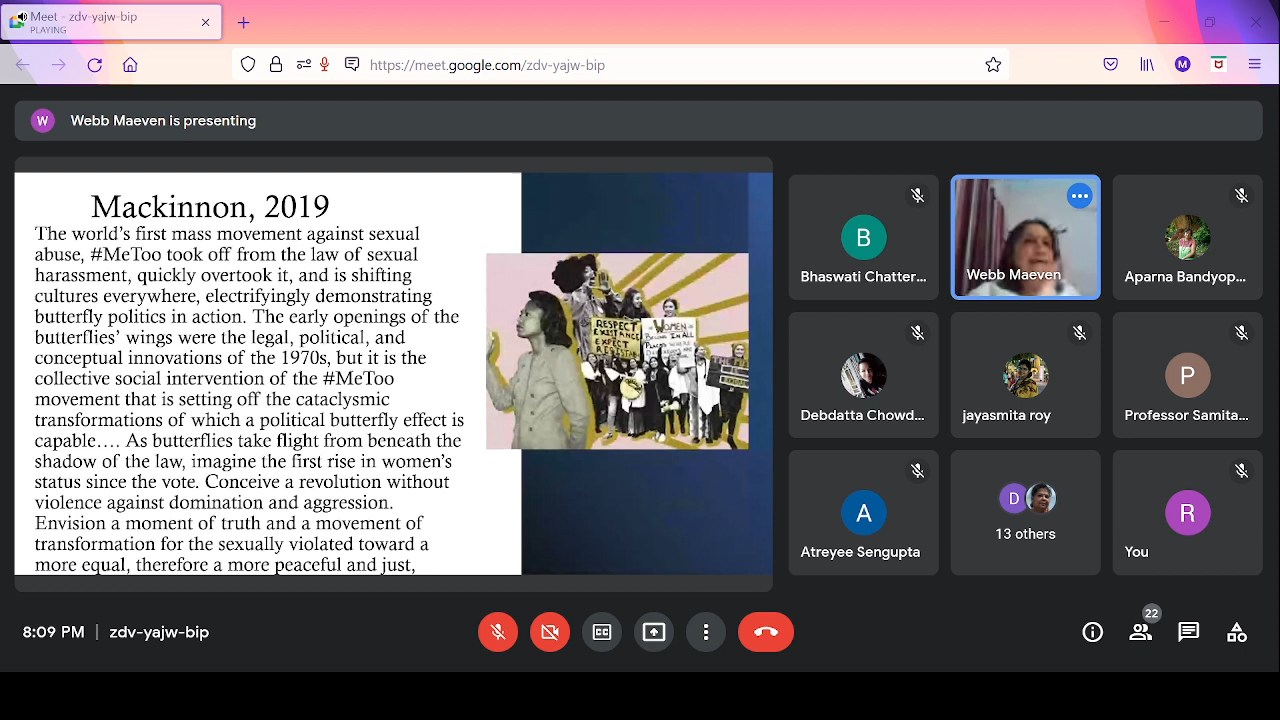 Meet - zdv-yajw-bip
PLAYING
https://meet.google.com/zdv-yajw-bip
M
W
Webb Maeven is presenting
Mackinnon, 2019
The world's first mass movement against sexual
abuse, #MeToo took off from the law of sexual
harassment, quickly overtook it, and is shifting
cultures everywhere, electrifyingly demonstrating
butterfly politics in action. The early openings of the
butterflies' wings were the legal, political, and
conceptual innovations of the 1970s, but it is the
collective social intervention of the #MeToo
movement that is setting off the cataclysmic
transformations of which a political butterfly effect is
capable…. As butterflies take flight from beneath the
shadow of the law, imagine the first rise in women's
status since the vote. Conceive a revolution without
violence against domination and aggression.
Envision a moment of truth and a movement of
transformation for the sexually violated toward a
more equal, therefore a more peaceful and just,
RESPECT
EXISTENCE
EXPECT
RESISTANCE
WOMEN
BELONG IN ALL
PLACES WHERE
B
Bhaswati Chatter...
Webb Maeven
Aparna Bandyop...
Debdatta Chowd...
jayasmita roy
P
Professor Samita...
A
Atreyee Sengupta
D
13 others
R
You
8:09 PM | zdv-yajw-bip
22